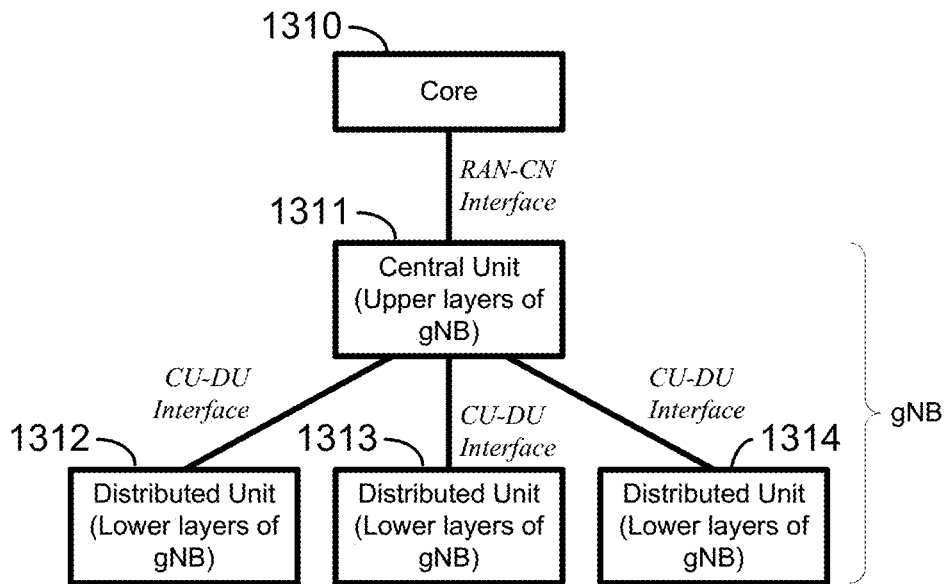 1310
Core
RAN-CN
Interface
1311
Central Unit
(Upper layers of
gNB)
CU-DU
Interface
CU-DU
Interface
CU-DU
Interface
gNB
1312
1313
1314
Distributed Unit
(Lower layers of
gNB)
Distributed Unit
(Lower layers of
gNB)
Distributed Unit
(Lower layers of
gNB)